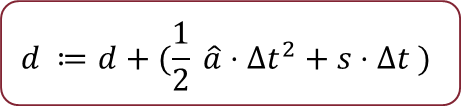 d := d + (1/2 â · Δt² + s · Δt )